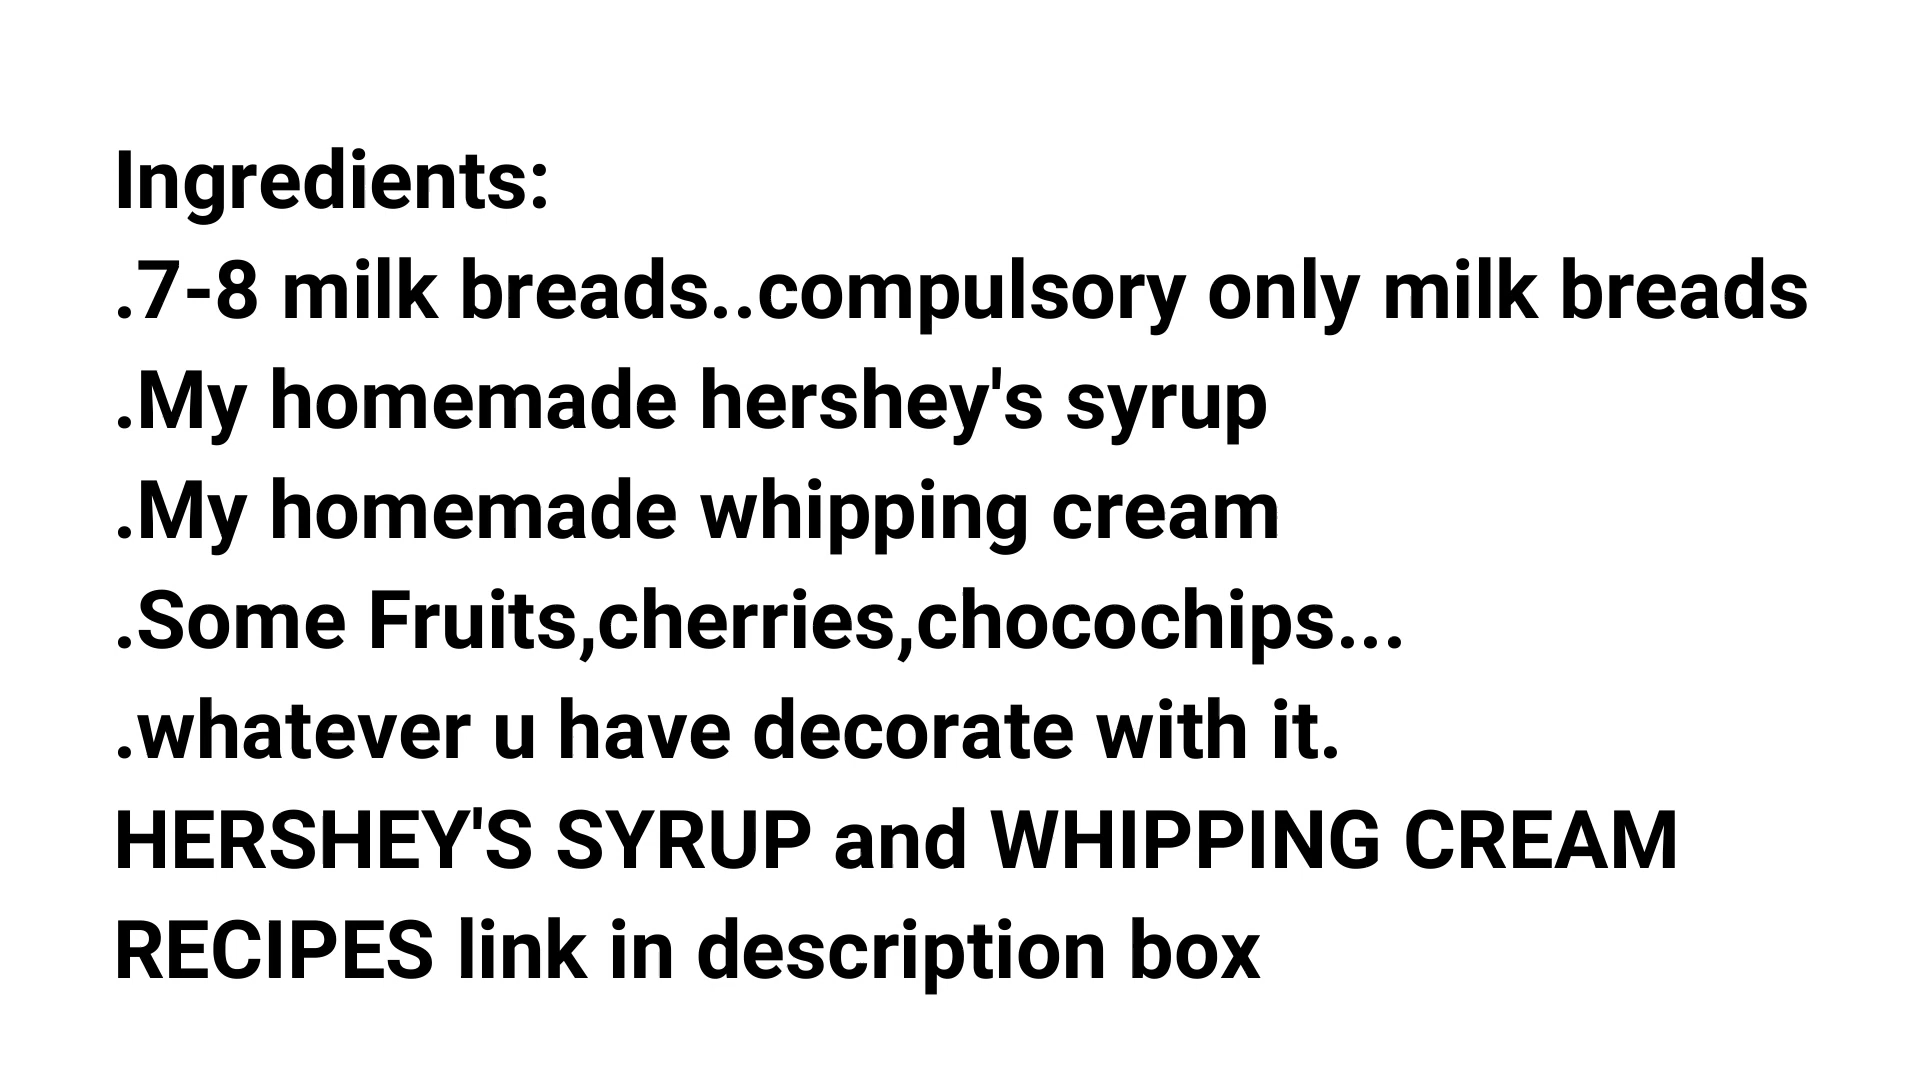 Ingredients:
.7-8 milk breads..compulsory only milk breads
.My homemade hershey's syrup
.My homemade whipping cream
.Some Fruits,cherries,chocochips...
.whatever u have decorate with it.
HERSHEY'S SYRUP and WHIPPING CREAM
RECIPES link in description box